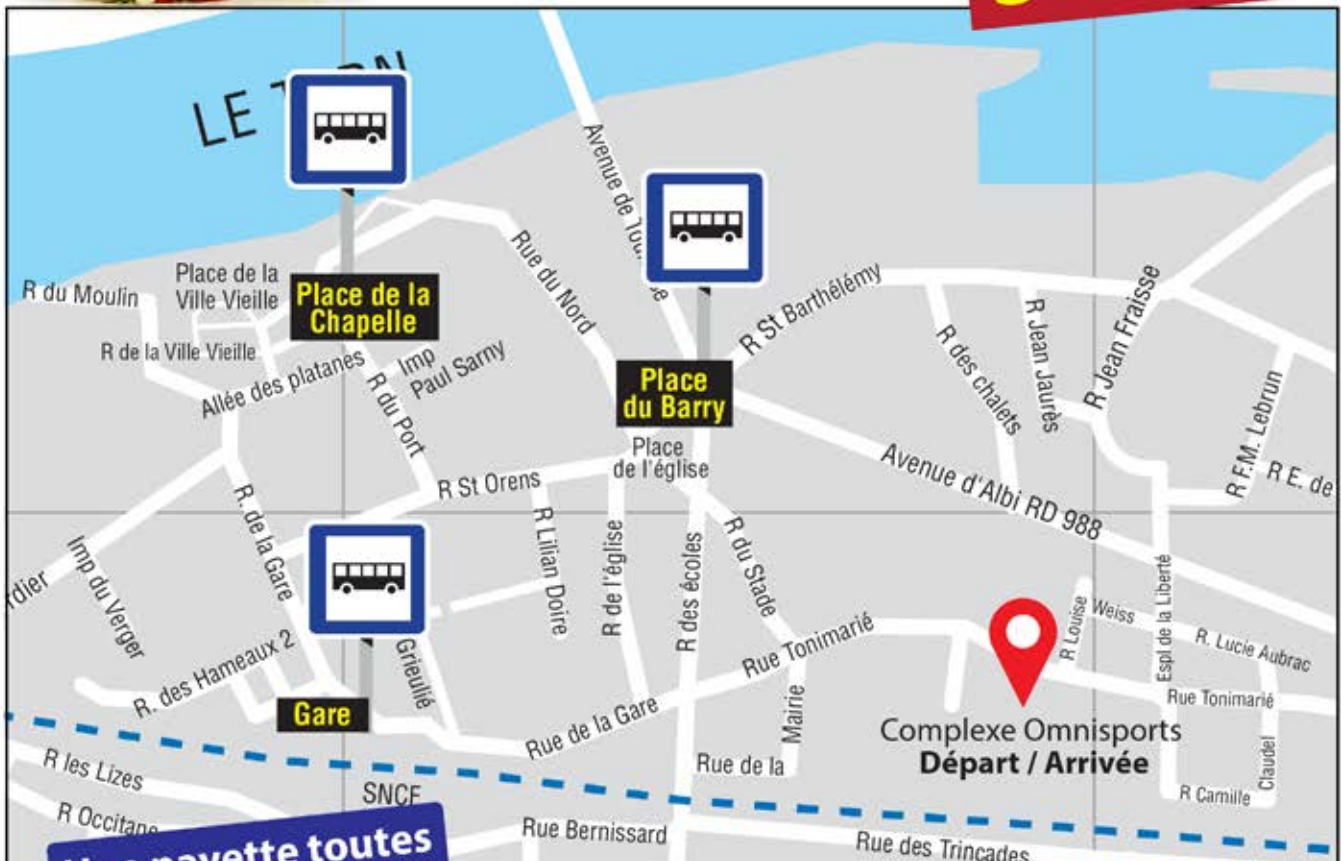 LE
Avenue de
Place de la
Ville Vieille
R du Moulin
Place de la
Chapelle
Rue du Nord
R St Barthélémy
R Jean Fraisse
R de la Ville Vieille
Allée des platanes
Imp
Paul Sarny
R du Port
Place
du Barry
R des chalets
R Jean Jaurès
R F.M. Lebrun
Place
de l'église
R St Orens
Avenue d'Albi RD 988
R E. de
R. de la Gare
R Lilian Doire
R de l'église
R des écoles
R du Stade
Imp du Verger
Espl de la Liberté
R Louise
Weiss
R. Lucie Aubrac
Rue Tonimarié
Grieulié
R. des Hameaux 2
Rue Tonimarié
Gare
Rue de la Gare
Mairie
Complexe Omnisports
Départ / Arrivée
Rue de la
R les Lizes
SNCF
R Camille
Claudel
Rue Bernissard
Rue des Trincades
navette toutes